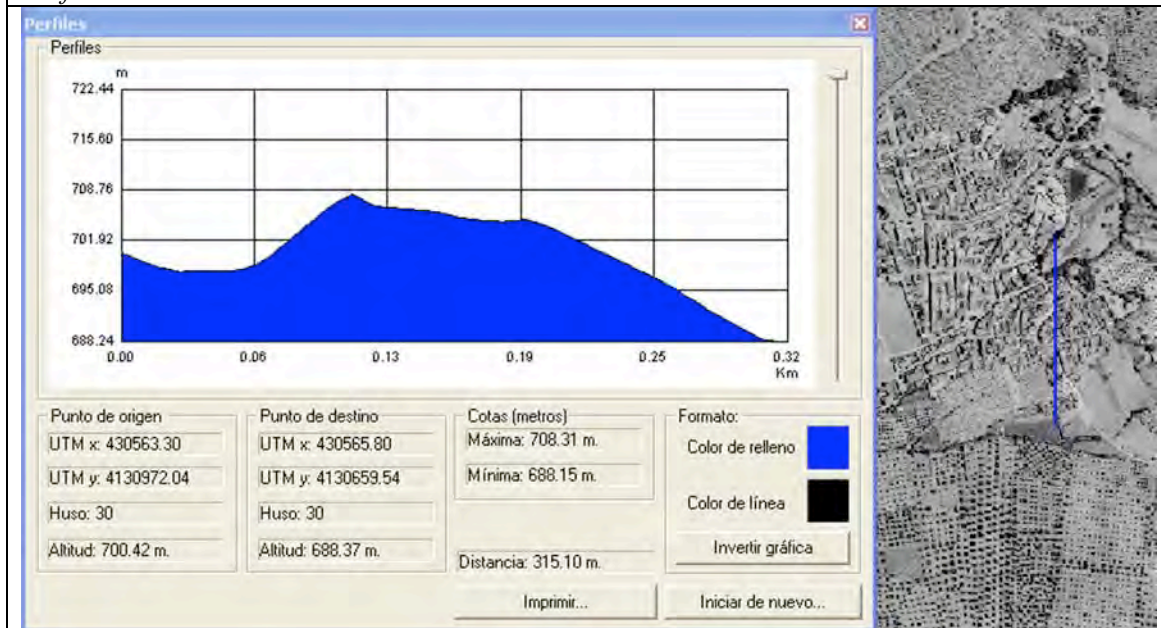 Perfiles
Perfiles
m
722.44
715.60
708.76
701.92
695.08
688.24
0.00 0.06 0.13 0.19 0.25 0.32
Km
Punto de origen
UTM x: 430563.30
UTM y: 4130972.04
Huso: 30
Altitud: 700.42 m.
Punto de destino
UTM x: 430565.80
UTM y: 4130659.54
Huso: 30
Altitud: 688.37 m.
Cotas (metros)
Máxima: 708.31 m.
Mínima: 688.15 m.
Distancia: 315.10 m.
Formato:
Color de relleno
Color de línea
Invertir gráfica
Imprimir...
Iniciar de nuevo...